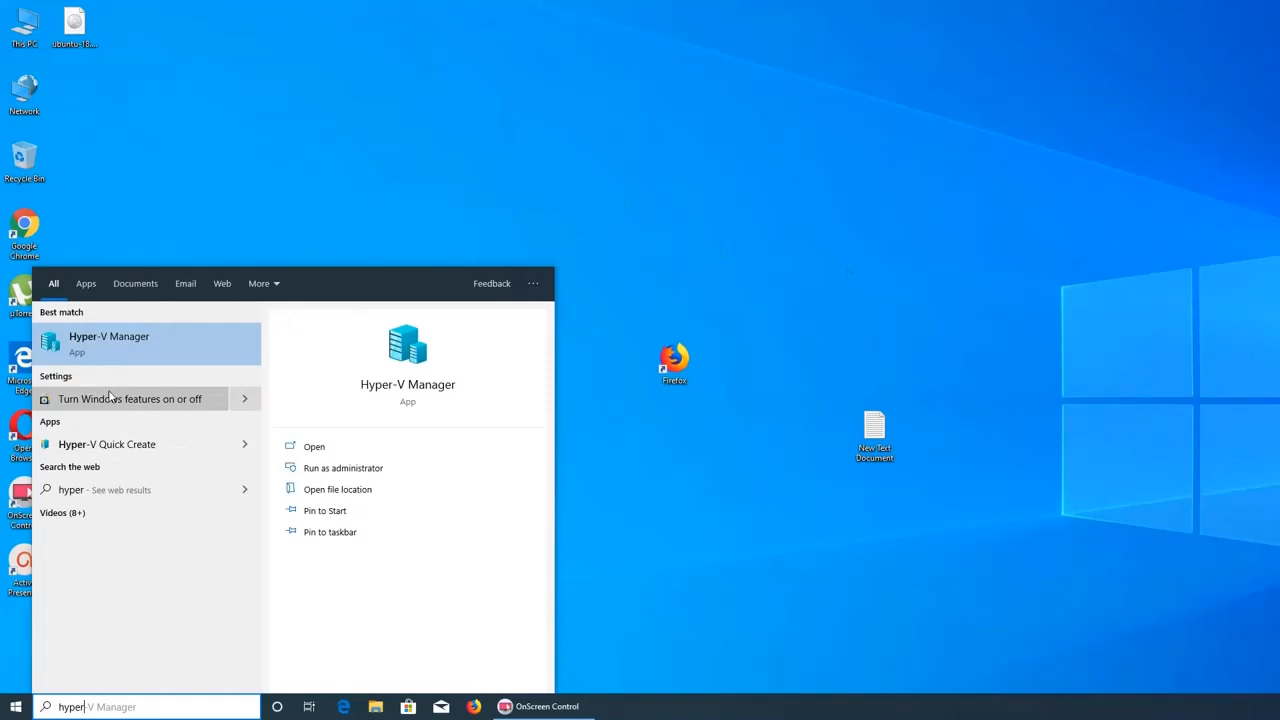 This PC
ubuntu-18....
Network
Recycle Bin
Google
Chrome
Firefox
New Text
Document
All
Apps
Documents
Email
Web
More
Feedback
...
Best match
Hyper-V Manager
App
Settings
Turn Windows features on or off
Apps
Hyper-V Quick Create
Search the web
hyper - See web results
Videos (8+)
Hyper-V Manager
App
Open
Run as administrator
Open file location
Pin to Start
Pin to taskbar
hyper-V Manager
OnScreen Control